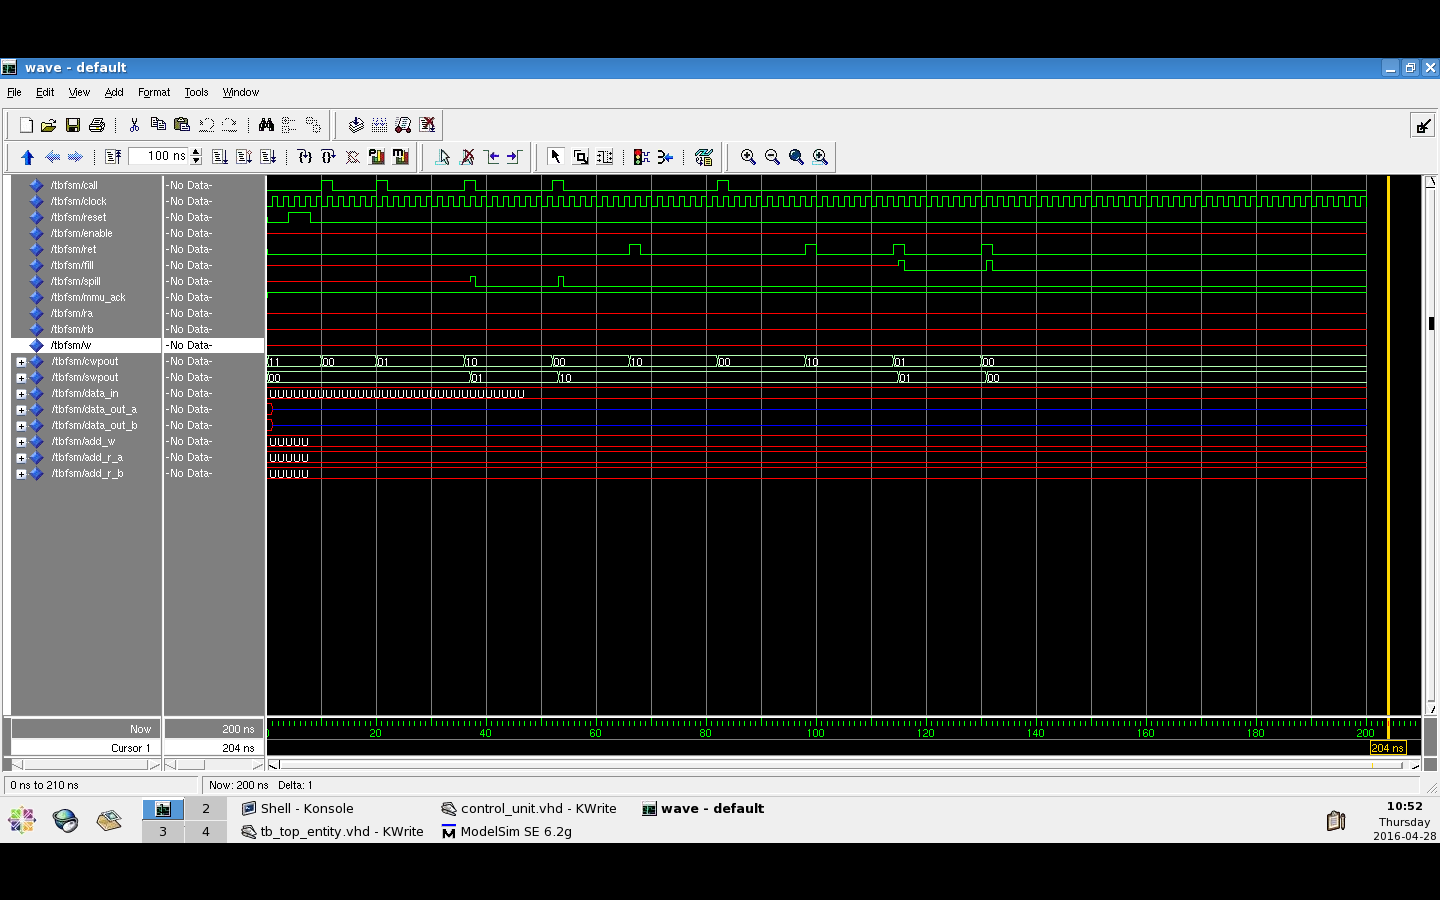 wave - default
File Edit View Add Format Tools Window
100 ns
/tbfsm/call -No Data-
/tbfsm/clock -No Data-
/tbfsm/reset -No Data-
/tbfsm/enable -No Data-
/tbfsm/ret -No Data-
/tbfsm/fill -No Data-
/tbfsm/spill -No Data-
/tbfsm/mmu_ack -No Data-
/tbfsm/ra -No Data-
/tbfsm/rb -No Data-
/tbfsm/w -No Data-
/tbfsm/cwpout -No Data- 11 00 01 10 00 10 00 10 01 00
/tbfsm/swpout -No Data- 00 01 10 01 00
/tbfsm/data_in -No Data- UUUUUUUUUUUUUUUUUUUUUUUUUUUUUUUU
/tbfsm/data_out_a -No Data-
/tbfsm/data_out_b -No Data-
/tbfsm/add_w -No Data- UUUUU
/tbfsm/add_r_a -No Data- UUUUU
/tbfsm/add_r_b -No Data- UUUUU
Now 200 ns 20 40 60 80 100 120 140 160 180 200
Cursor 1 204 ns 204 ns
0 ns to 210 ns Now: 200 ns Delta: 1
2 Shell - Konsole control_unit.vhd - KWrite wave - default 10:52
Thursday
3 4 tb_top_entity.vhd - KWrite ModelSim SE 6.2g 2016-04-28